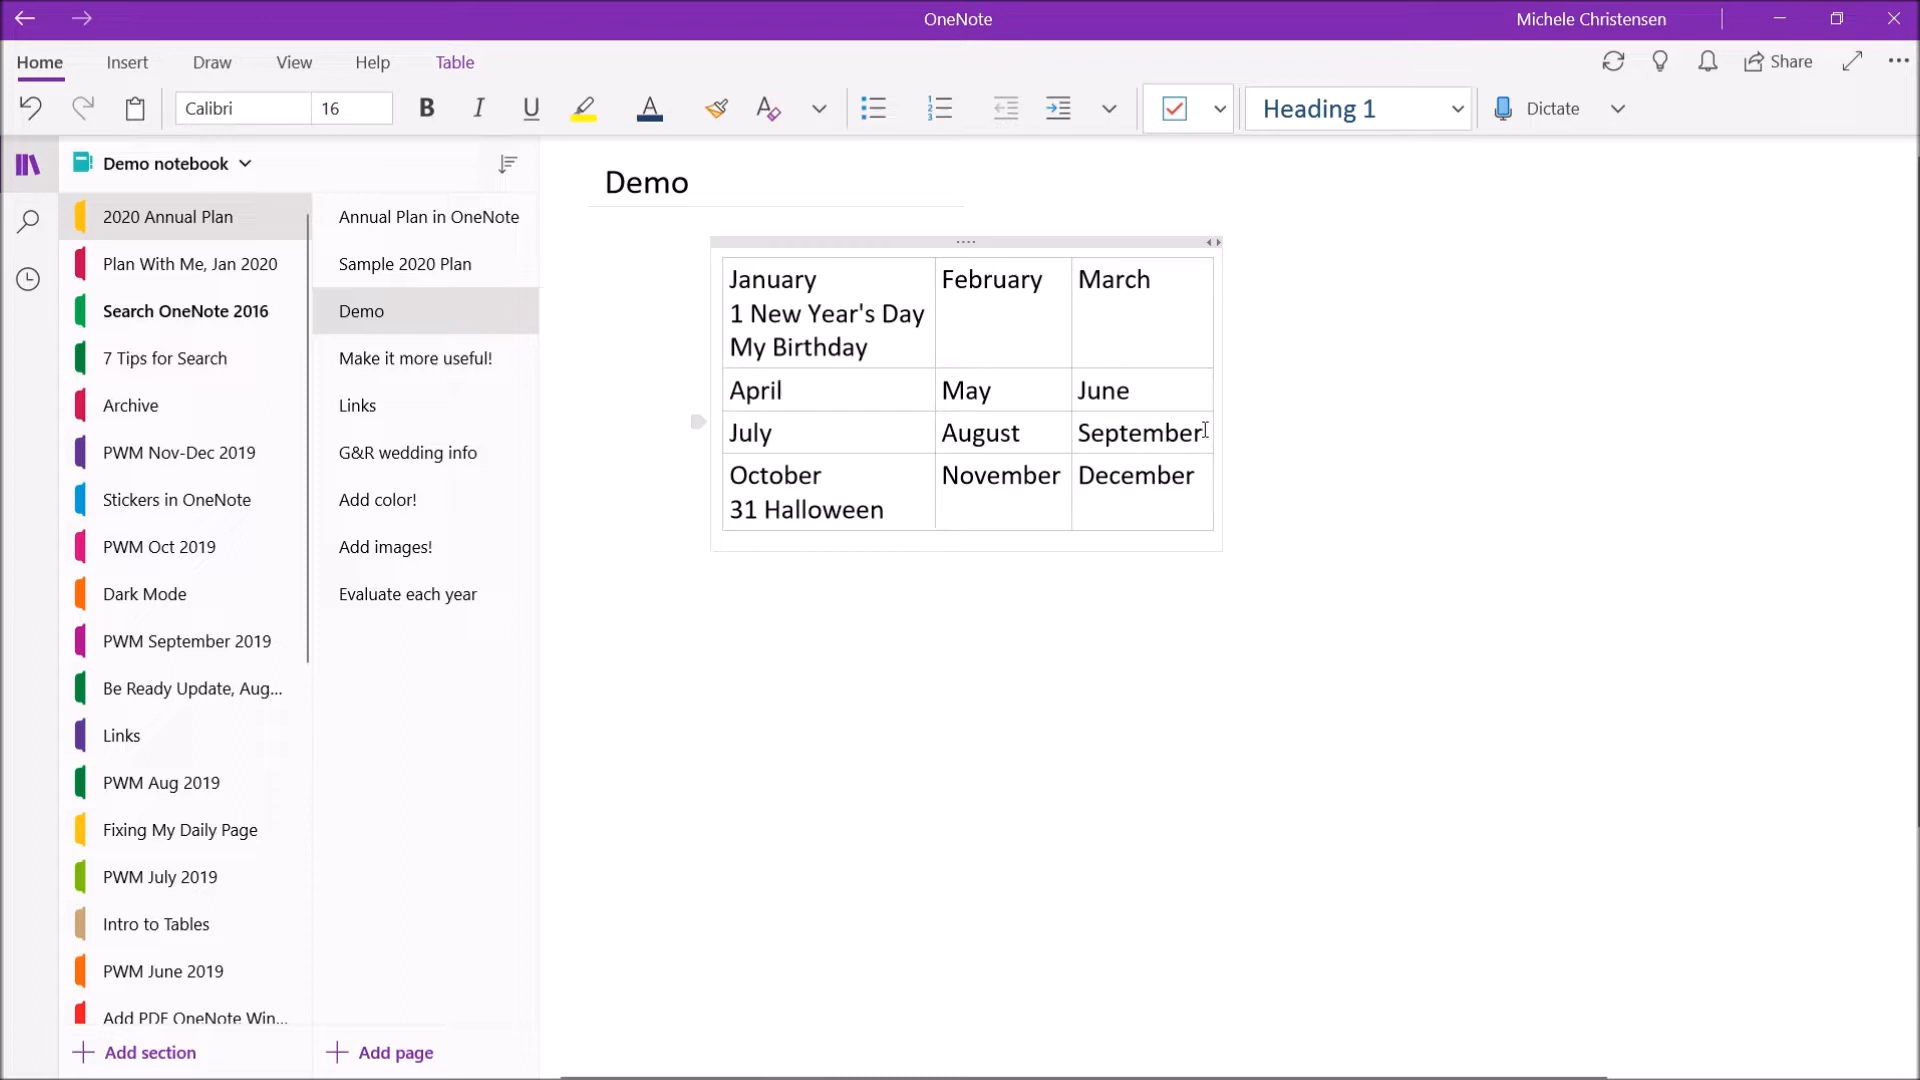 OneNote
Michele Christensen
Home Insert Draw View Help Table
Share
Calibri 16 B I U A A Heading 1 Dictate
Demo notebook
2020 Annual Plan
Plan With Me, Jan 2020
Search OneNote 2016
7 Tips for Search
Archive
PWM Nov-Dec 2019
Stickers in OneNote
PWM Oct 2019
Dark Mode
PWM September 2019
Be Ready Update, Aug...
Links
PWM Aug 2019
Fixing My Daily Page
PWM July 2019
Intro to Tables
PWM June 2019
Add PDF OneNote Win...
Add section
Annual Plan in OneNote
Sample 2020 Plan
Demo
Make it more useful!
Links
G&R wedding info
Add color!
Add images!
Evaluate each year
Add page
Demo
January February March
1 New Year's Day
My Birthday
April May June
July August September
October November December
31 Halloween